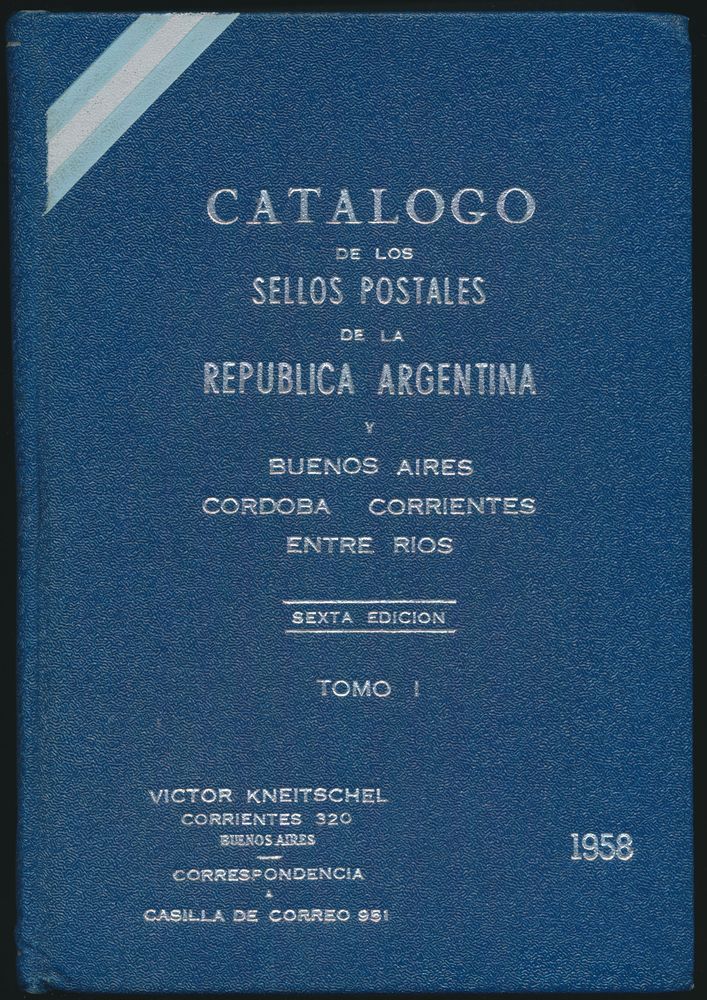 CATALOGO
DE LOS
SELLOS POSTALES
DE LA
REPUBLICA ARGENTINA
Y
BUENOS AIRES
CORDOBA CORRIENTES
ENTRE RIOS
SEXTA EDICION
TOMO I
VICTOR KNEITSCHEL
CORRIENTES 320
BUENOS AIRES
CORRESPONDENCIA
A
CASILLA DE CORREO 951
1958